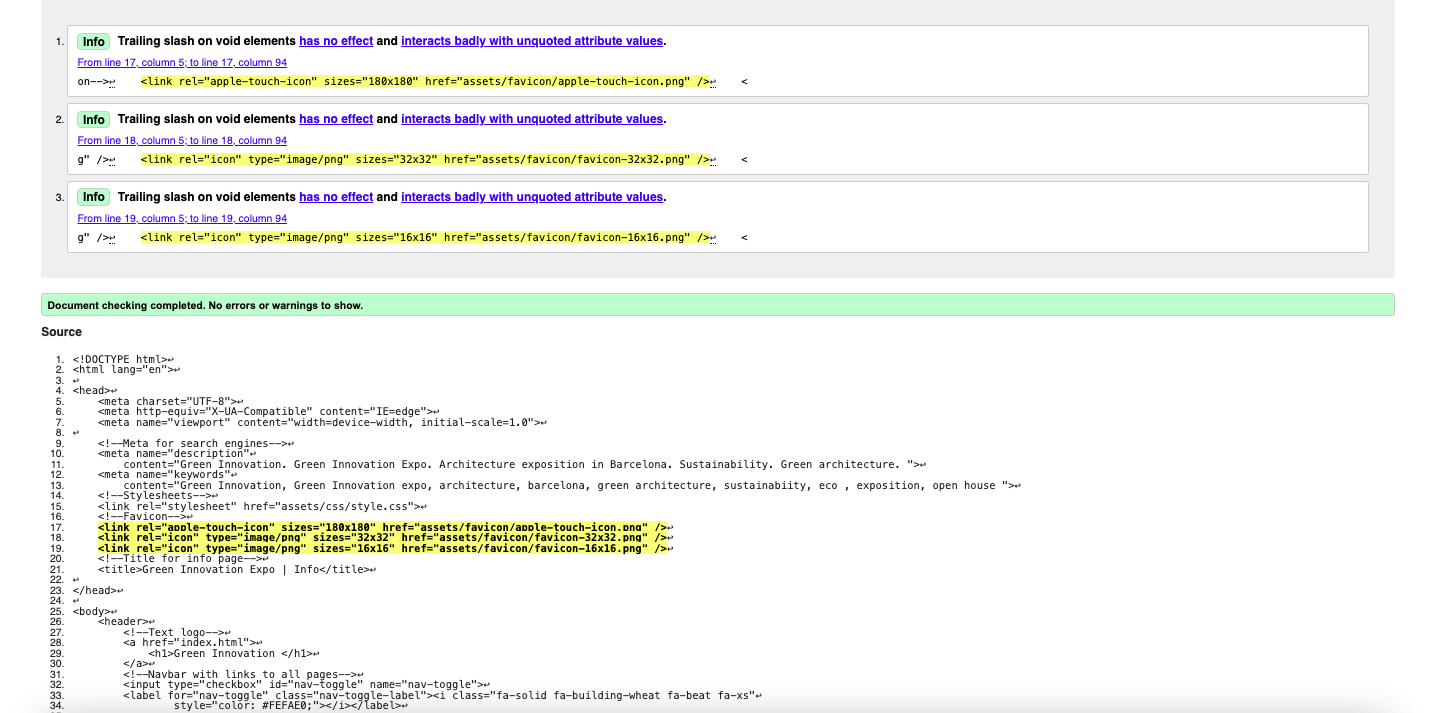 1. Info Trailing slash on void elements has no effect and interacts badly with unquoted attribute values.
From line 17, column 5; to line 17, column 94
on-->↩    <link rel="apple-touch-icon" sizes="180x180" href="assets/favicon/apple-touch-icon.png" />↩    <
2. Info Trailing slash on void elements has no effect and interacts badly with unquoted attribute values.
From line 18, column 5; to line 18, column 94
g" />↩    <link rel="icon" type="image/png" sizes="32x32" href="assets/favicon/favicon-32x32.png" />↩    <
3. Info Trailing slash on void elements has no effect and interacts badly with unquoted attribute values.
From line 19, column 5; to line 19, column 94
g" />↩    <link rel="icon" type="image/png" sizes="16x16" href="assets/favicon/favicon-16x16.png" />↩    <
Document checking completed. No errors or warnings to show.
Source
1. <!DOCTYPE html>↩
2. <html lang="en">↩
3. ↩
4. <head>↩
5.     <meta charset="UTF-8">↩
6.     <meta http-equiv="X-UA-Compatible" content="IE=edge">↩
7.     <meta name="viewport" content="width=device-width, initial-scale=1.0">↩
8. ↩
9.     <!--Meta for search engines-->↩
10.     <meta name="description"↩
11.         content="Green Innovation. Green Innovation Expo. Architecture exposition in Barcelona. Sustainability. Green architecture. ">↩
12.     <meta name="keywords"↩
13.         content="Green Innovation, Green Innovation expo, architecture, barcelona, green architecture, sustainabiity, eco , exposition, open house ">↩
14.     <!--Stylesheets-->↩
15.     <link rel="stylesheet" href="assets/css/style.css">↩
16.     <!--Favicon-->↩
17.     <link rel="apple-touch-icon" sizes="180x180" href="assets/favicon/apple-touch-icon.png" />↩
18.     <link rel="icon" type="image/png" sizes="32x32" href="assets/favicon/favicon-32x32.png" />↩
19.     <link rel="icon" type="image/png" sizes="16x16" href="assets/favicon/favicon-16x16.png" />↩
20.     <!--Title for info page-->↩
21.     <title>Green Innovation Expo | Info</title>↩
22. ↩
23. </head>↩
24. ↩
25. <body>↩
26.     <header>↩
27.         <!--Text logo-->↩
28.         <a href="index.html">↩
29.             <h1>Green Innovation </h1>↩
30.         </a>↩
31.         <!--Navbar with links to all pages-->↩
32.         <input type="checkbox" id="nav-toggle" name="nav-toggle">↩
33.         <label for="nav-toggle" class="nav-toggle-label"><i class="fa-solid fa-building-wheat fa-beat fa-xs"↩
34.                 style="color: #FEFAE0;"></i></label>↩